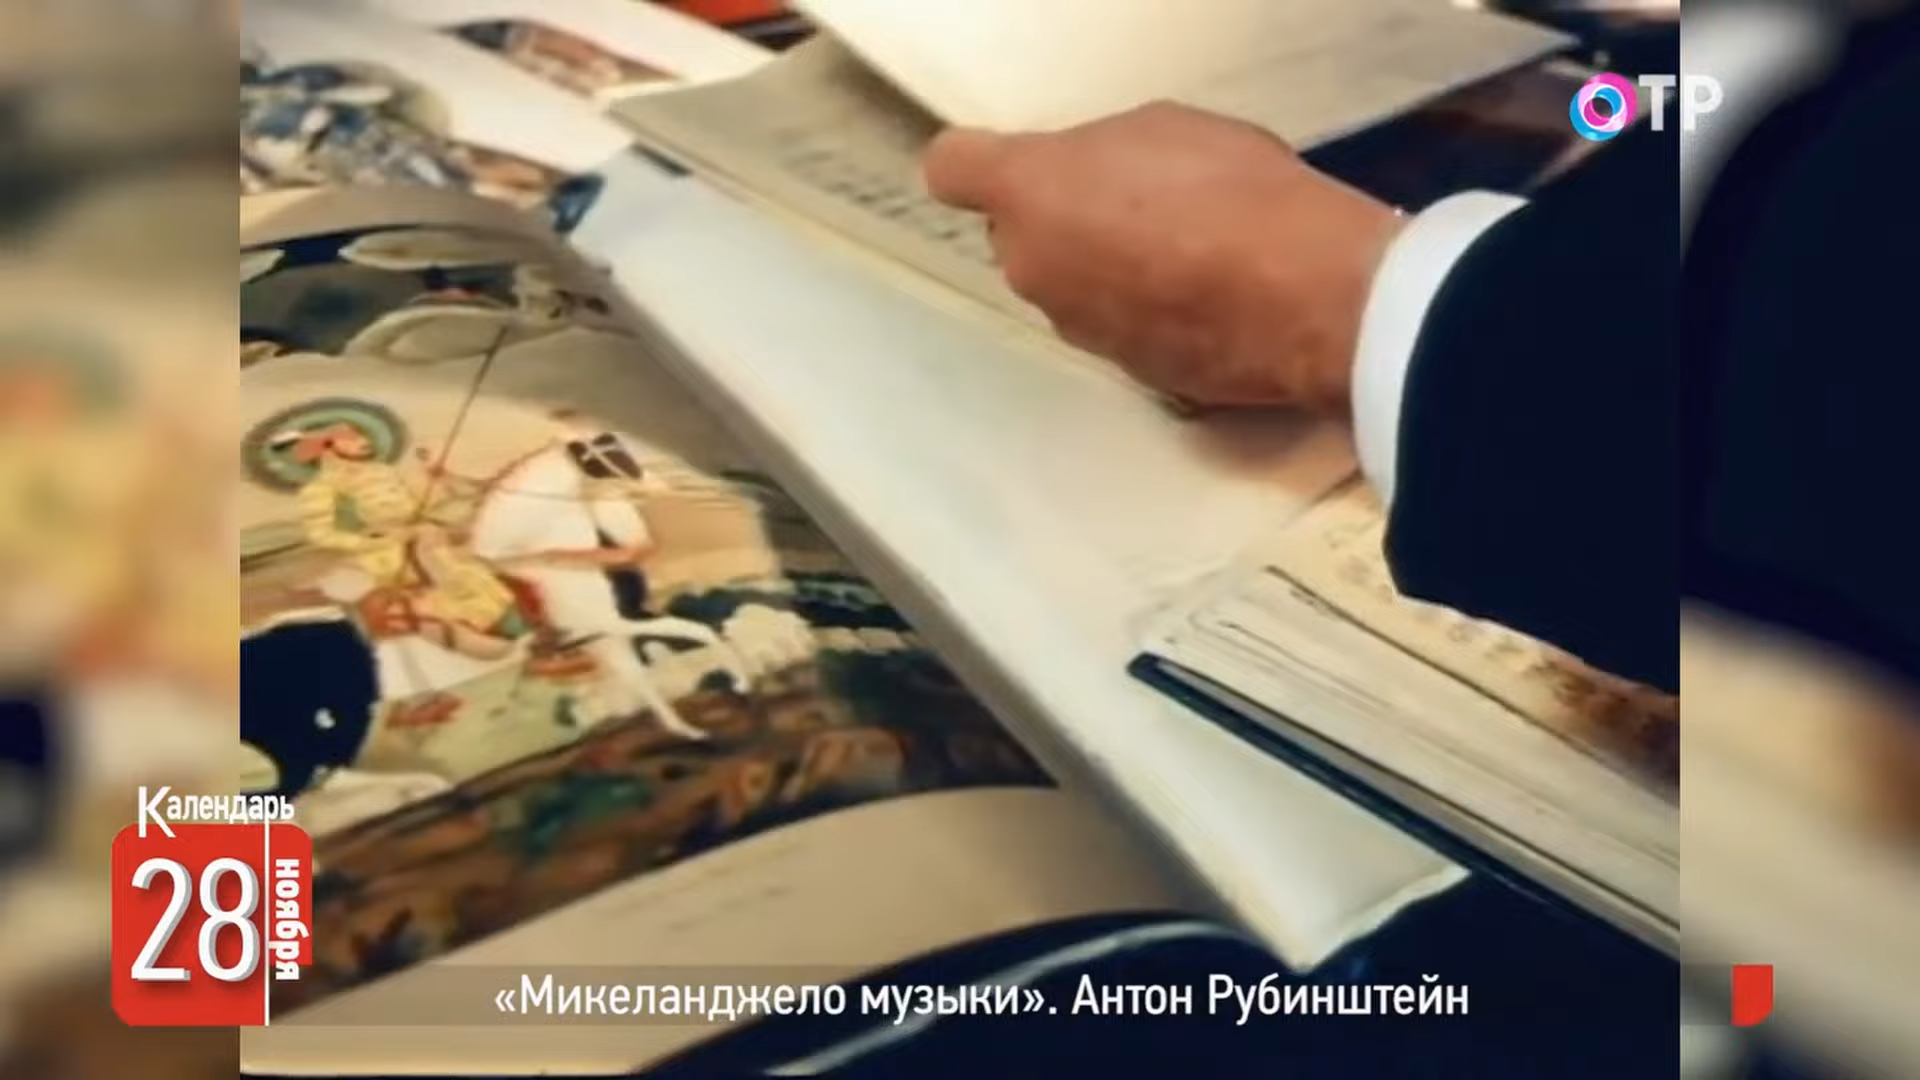 ОТР
Календарь
28
ноября
«Микеланджело музыки». Антон Рубинштейн